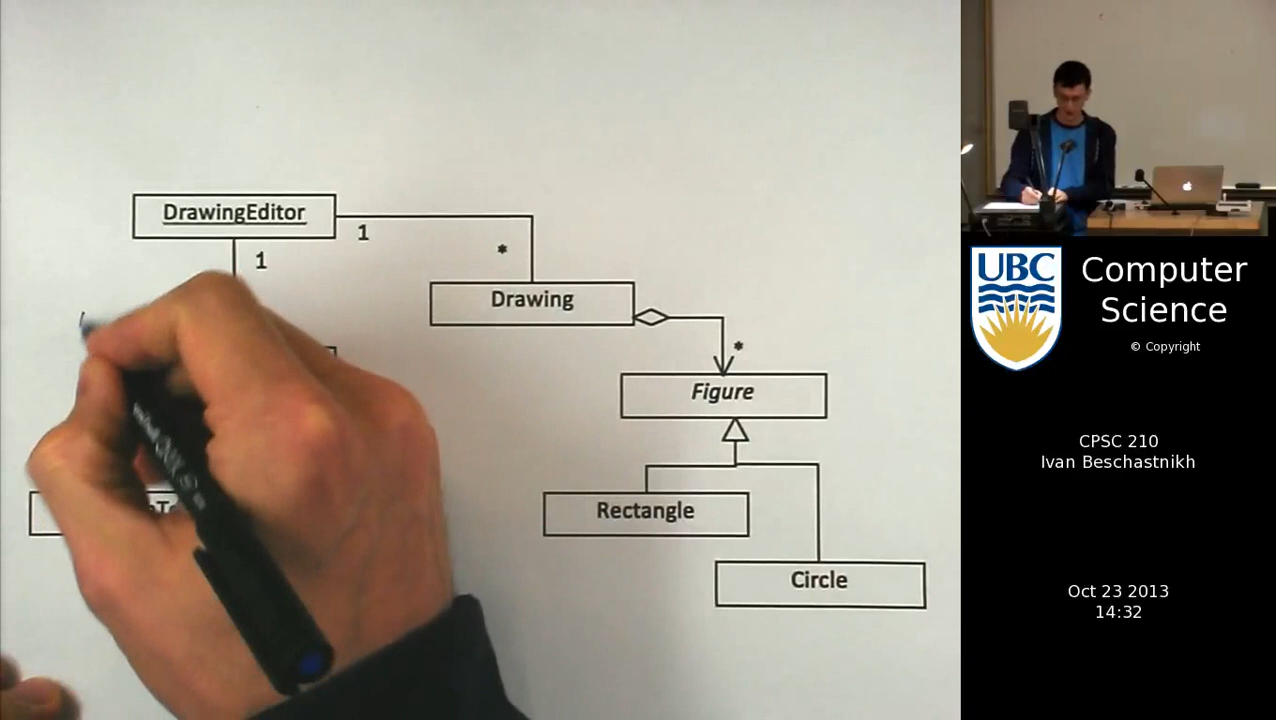 DrawingEditor
1
*
1
Drawing
*
Figure
Rectangle
Circle
UBC
Computer
Science
© Copyright
CPSC 210
Ivan Beschastnikh
Oct 23 2013
14:32